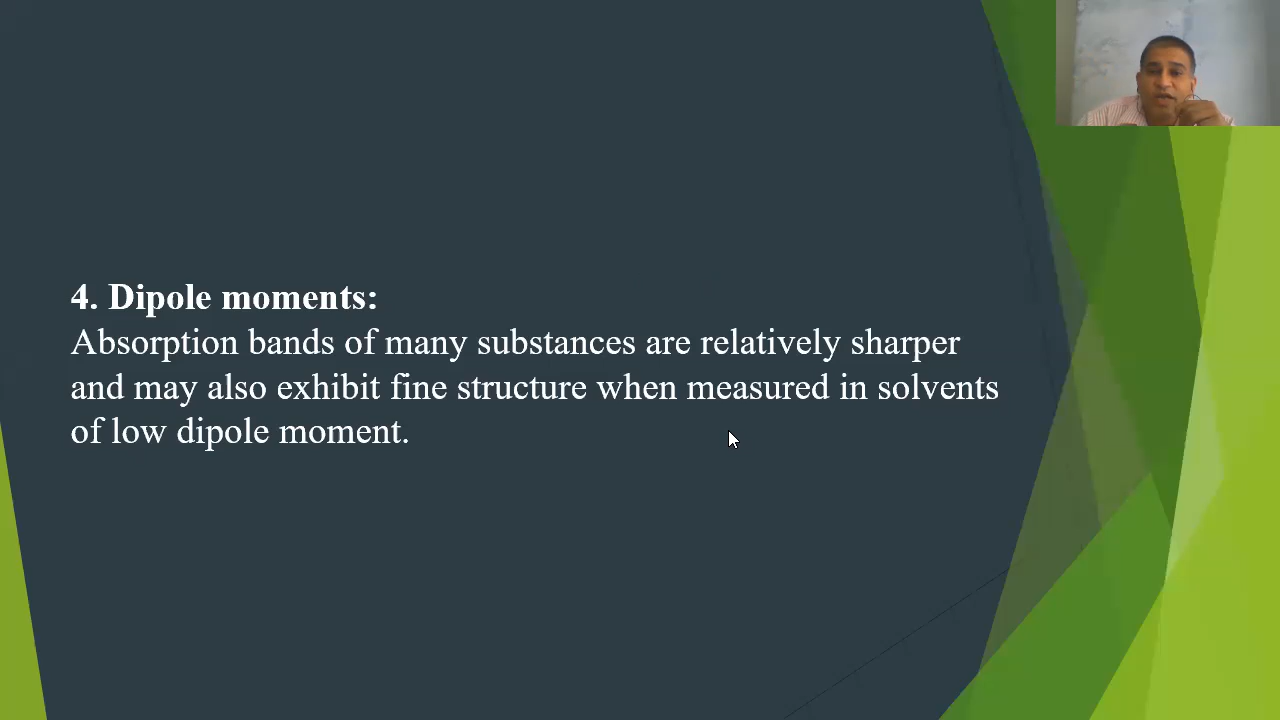 4. Dipole moments:
Absorption bands of many substances are relatively sharper
and may also exhibit fine structure when measured in solvents
of low dipole moment.